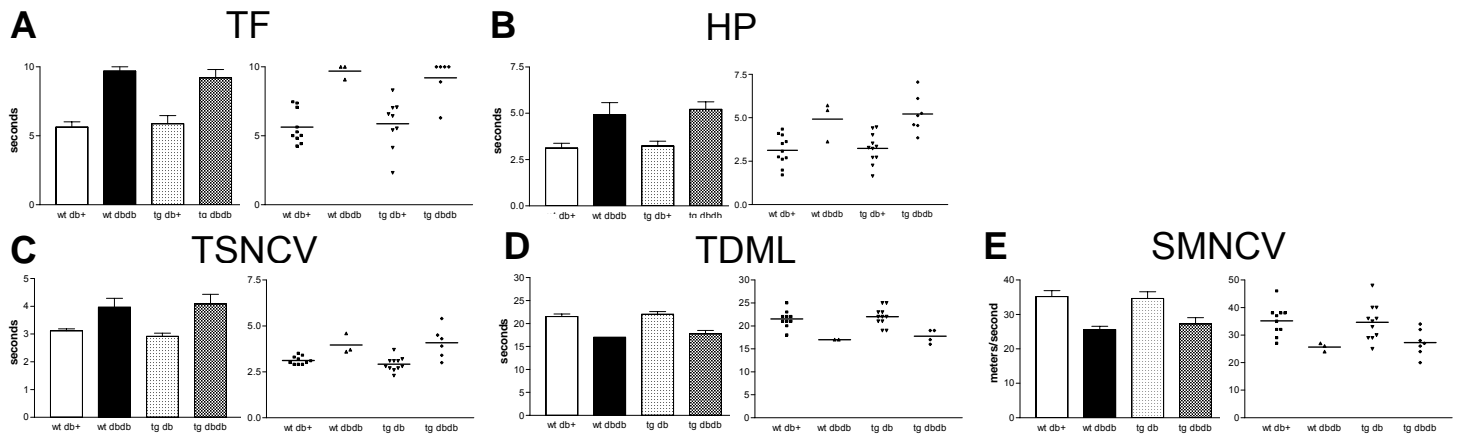 A
TF
seconds
10
5
0
wt db+ wt dbdb tg db+ tg dbdb
10
5
0
wt db+ wt dbdb tg db+ tg dbdb
B
HP
seconds
7.5
5.0
2.5
0.0
db+ wt dbdb tg db+ tg dbdb
7.5
5.0
2.5
0.0
wt db+ wt dbdb tg db+ tg dbdb
C
TSNCV
seconds
5
4
3
2
1
0
wt db+ wt dbdb tg db tg dbdb
7.5
5.0
2.5
0.0
wt db+ wt dbdb tg db+ tg dbdb
D
TDML
seconds
30
25
20
15
10
5
0
wt db+ wt dbdb tg db tg dbdb
30
25
20
15
10
5
0
wt db+ wt dbdb tg db tg dbdb
E
SMNCV
meters/second
40
30
20
10
0
wt db+ wt dbdb tg db tg dbdb
50
40
30
20
10
0
wt db+ wt dbdb tg db tg dbdb